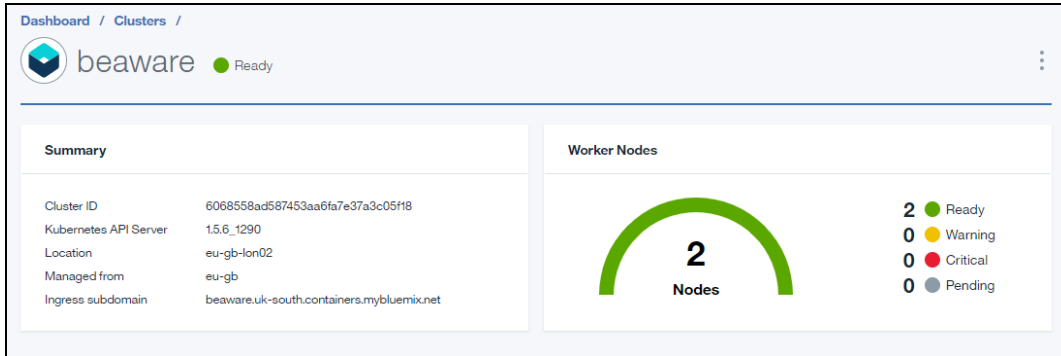 Dashboard / Clusters /
beaware Ready
Summary
Cluster ID 6068558ad587453aa6fa7e37a3c05f18
Kubernetes API Server 1.5.6_1290
Location eu-gb-lon02
Managed from eu-gb
Ingress subdomain beaware.uk-south.containers.mybluemix.net
Worker Nodes
2
Nodes
2 Ready
0 Warning
0 Critical
0 Pending